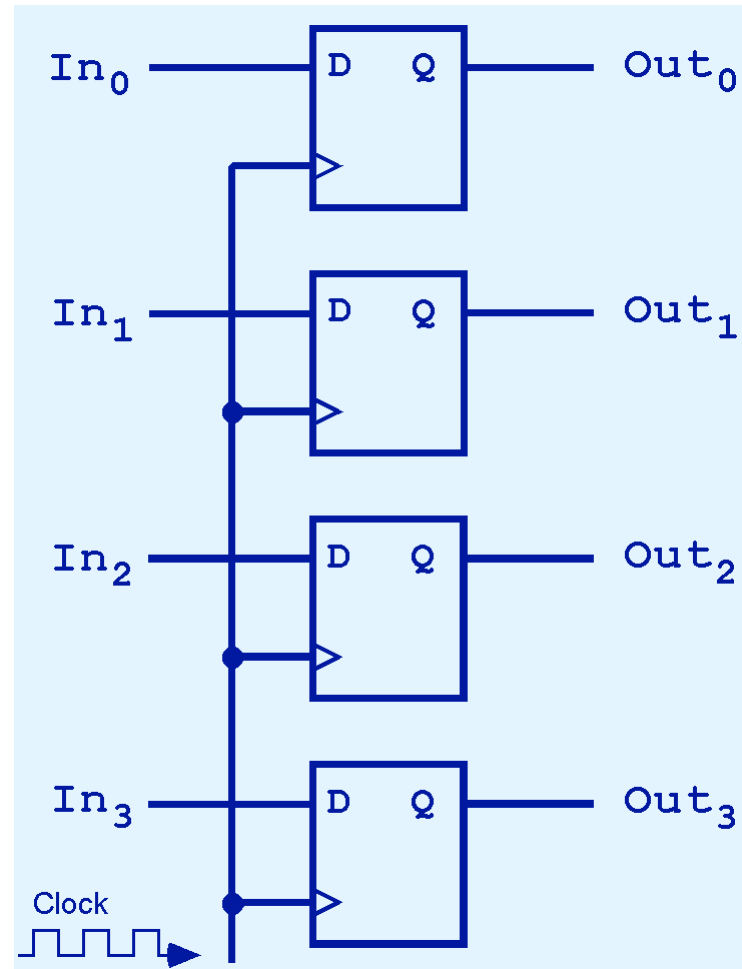 In0 D Q Out0
In1 D Q Out1
In2 D Q Out2
In3 D Q Out3
Clock